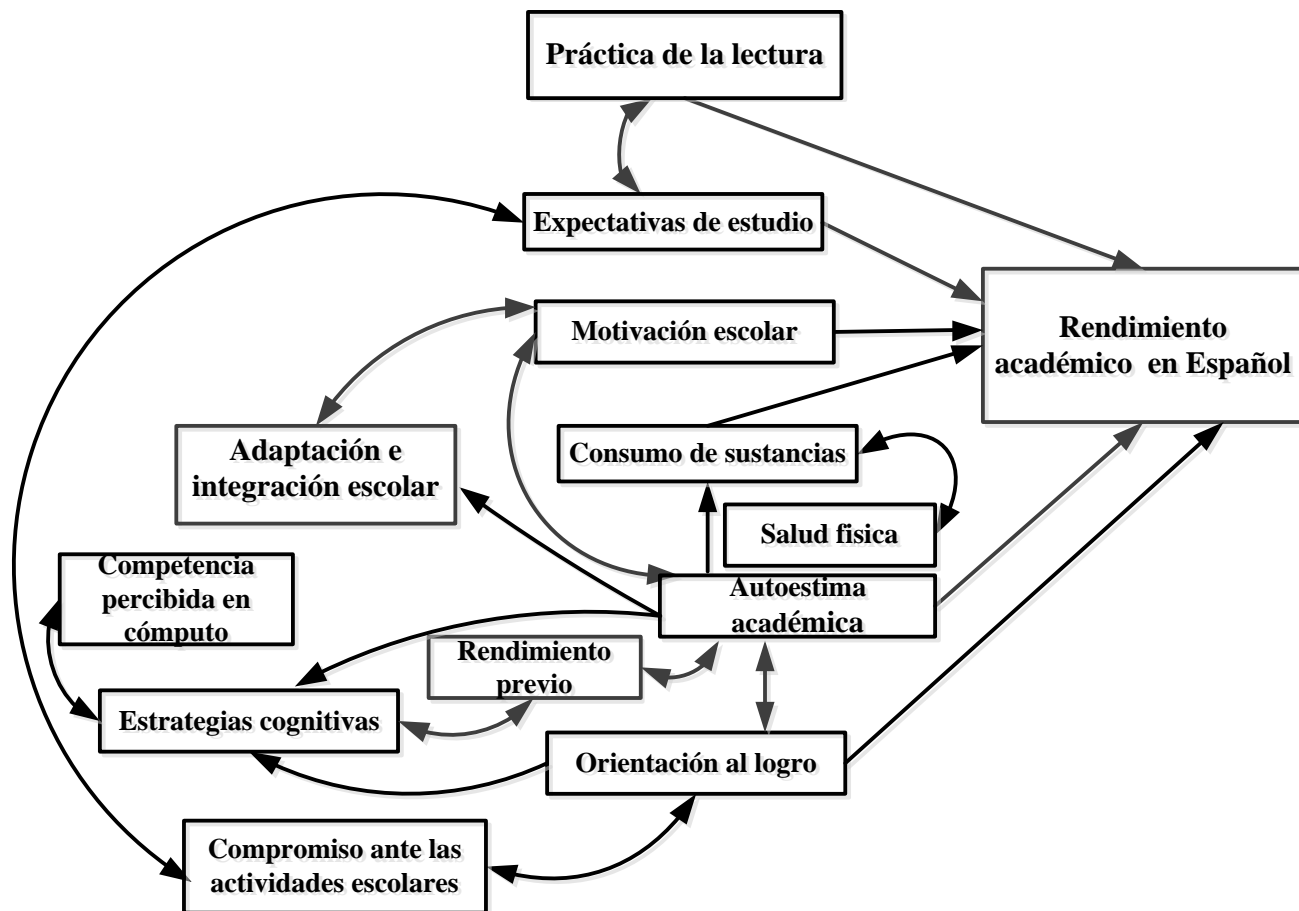 Práctica de la lectura
Expectativas de estudio
Motivación escolar
Rendimiento
académico en Español
Adaptación e
integración escolar
Consumo de sustancias
Salud fisica
Competencia
percibida en
cómputo
Autoestima
académica
Rendimiento
previo
Estrategias cognitivas
Orientación al logro
Compromiso ante las
actividades escolares